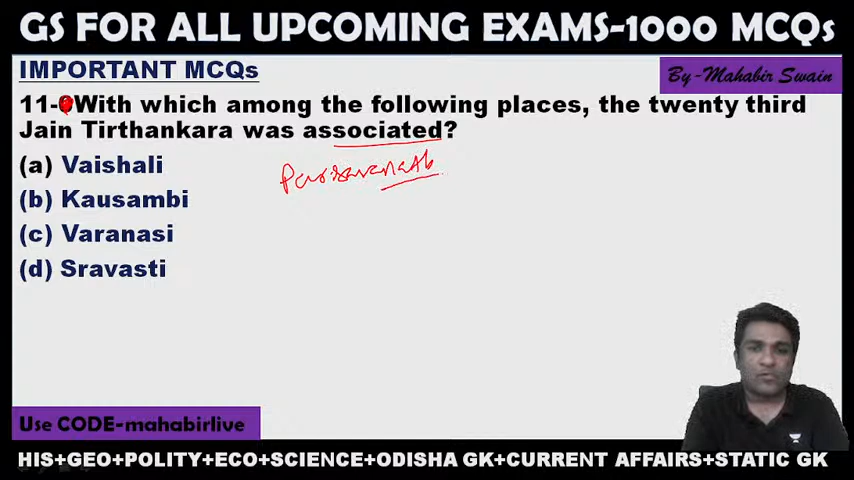 GS FOR ALL UPCOMING EXAMS-1000 MCQs
IMPORTANT MCQs
By-Mahabir Swain
11- With which among the following places, the twenty third
Jain Tirthankara was associated?
Parsavanath
(a) Vaishali
(b) Kausambi
(c) Varanasi
(d) Sravasti
Use CODE-mahabirlive
HIS+GEO+POLITY+ECO+SCIENCE+ODISHA GK+CURRENT AFFAIRS+STATIC GK